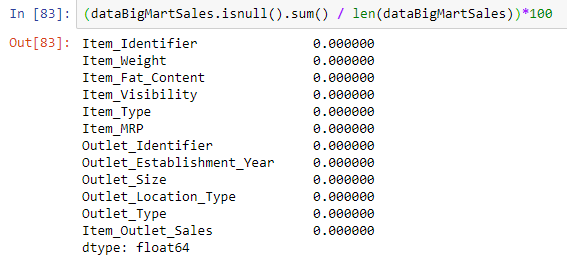 In [83]: (dataBigMartSales.isnull().sum() / len(dataBigMartSales))*100
Out[83]: Item_Identifier 0.000000
Item_Weight 0.000000
Item_Fat_Content 0.000000
Item_Visibility 0.000000
Item_Type 0.000000
Item_MRP 0.000000
Outlet_Identifier 0.000000
Outlet_Establishment_Year 0.000000
Outlet_Size 0.000000
Outlet_Location_Type 0.000000
Outlet_Type 0.000000
Item_Outlet_Sales 0.000000
dtype: float64